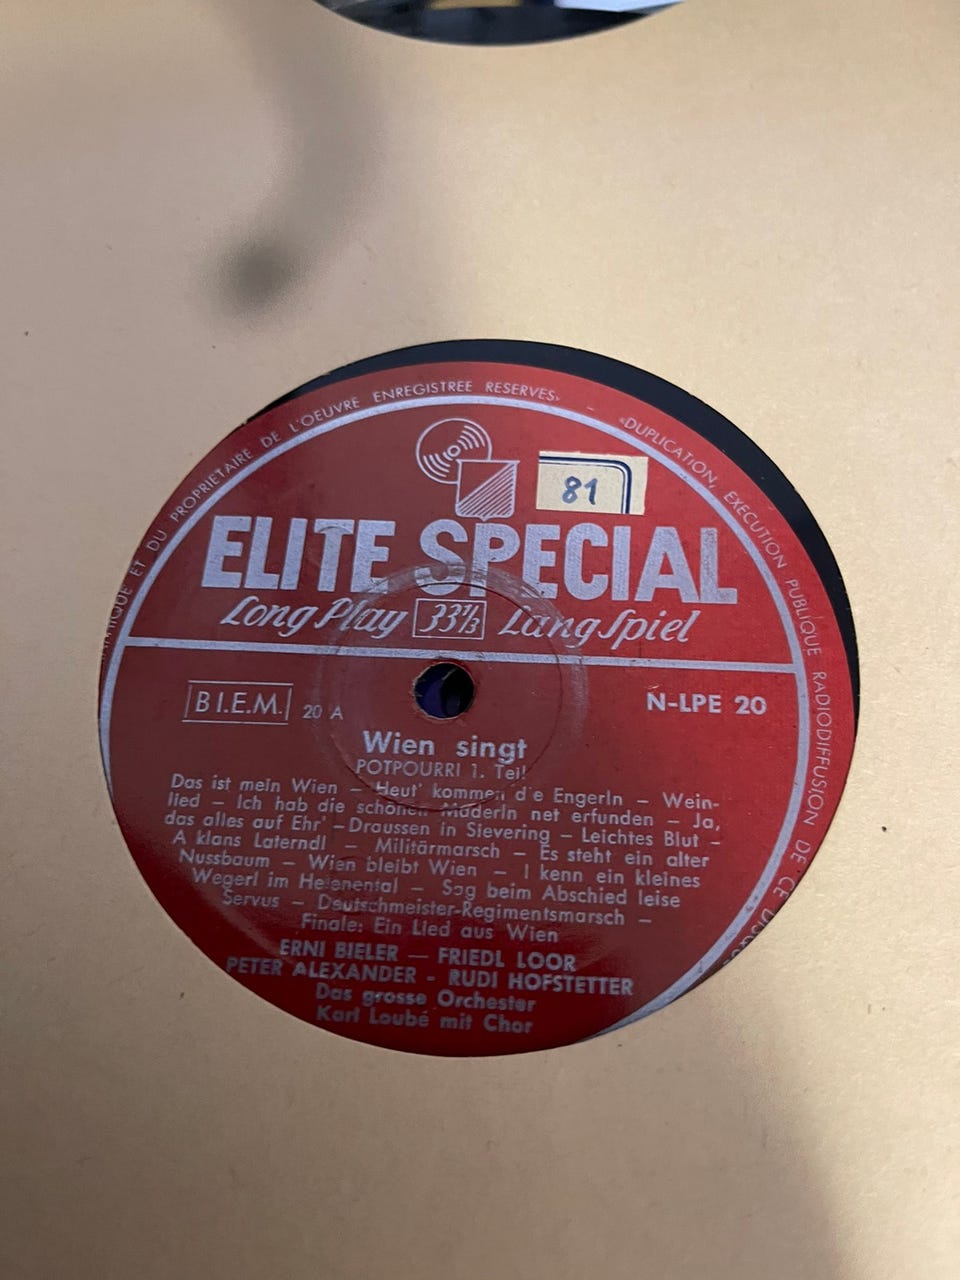 DU PROPRIETAIRE DE L'OEUVRE ENREGISTREE RESERVES» - «DUPLICATION, EXECUTION PUBLIQUE RADIODIFFUSION DE CE
81
ELITE SPECIAL
Long Play 33⅓ Lang Spiel
B.I.E.M. 20 A N-LPE 20
Wien singt
POTPOURRI 1. Teil
Das ist mein Wien - Heut' kommen d'e Engerln - Wein-
lied - Ich hab die schönen Maderln net erfunden - Ja,
das alles auf Ehr' - Draussen in Sievering - Leichtes Blut -
A klans Laterndl - Militärmarsch - Es steht ein alter
Nussbaum - Wien bleibt Wien - I kenn ein kleines
Wegerl im Helenental - Sag beim Abschied leise
Servus - Deutschmeister-Regimentsmarsch -
Finale: Ein Lied aus Wien
ERNI BIELER - FRIEDL LOOR
PETER ALEXANDER - RUDI HOFSTETTER
Das grosse Orchester
Karl Loubé mit Chor